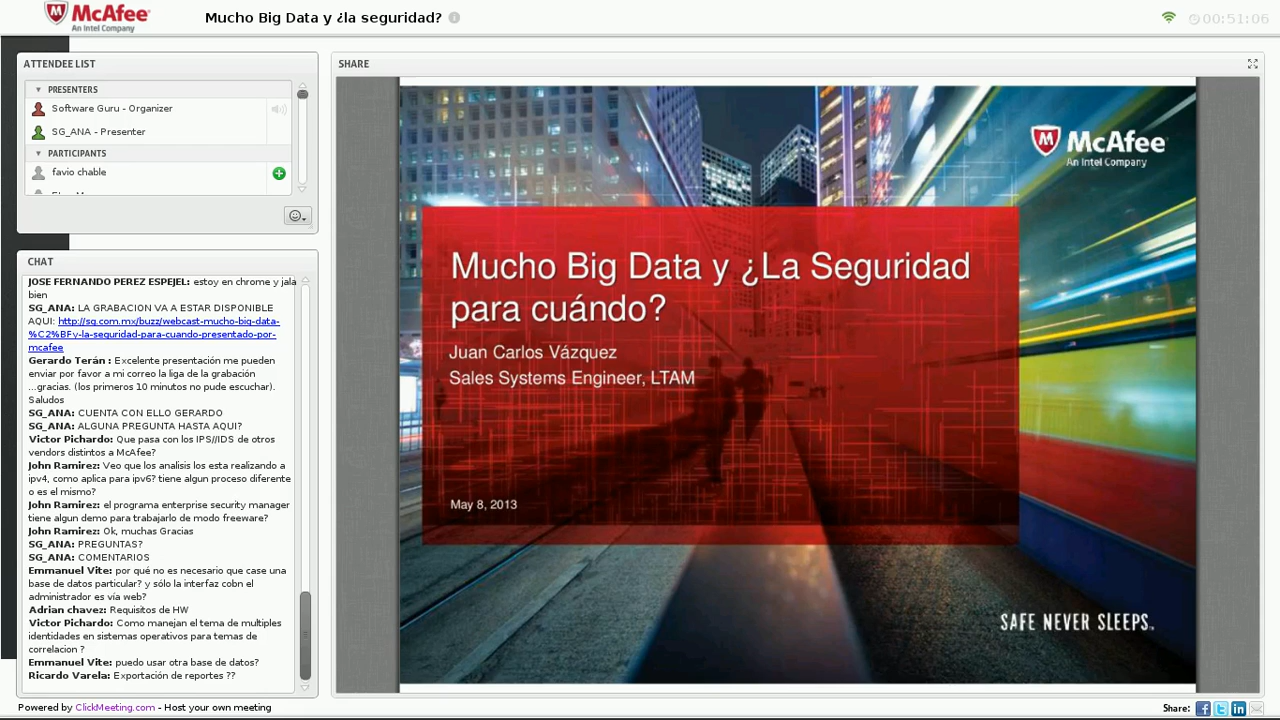 McAfee
An Intel Company
Mucho Big Data y ¿la seguridad?
00:51:06
ATTENDEE LIST
PRESENTERS
Software Guru - Organizer
SG_ANA - Presenter
PARTICIPANTS
favio chable
CHAT
JOSE FERNANDO PEREZ ESPEJEL: estoy en chrome y jala
bien
SG_ANA: LA GRABACION VA A ESTAR DISPONIBLE
AQUI: http://sg.com.mx/buzz/webcast-mucho-big-data-
%C2%BFv-la-seguridad-para-cuando-presentado-por-
mcafee
Gerardo Terán : Excelente presentación me pueden
enviar por favor a mi correo la liga de la grabación
...gracias. (los primeros 10 minutos no pude escuchar).
Saludos
SG_ANA: CUENTA CON ELLO GERARDO
SG_ANA: ALGUNA PREGUNTA HASTA AQUI?
Victor Pichardo: Que pasa con los IPS//IDS de otros
vendors distintos a McAfee?
John Ramirez: Veo que los analisis los esta realizando a
ipv4, como aplica para ipv6? tiene algun proceso diferente
o es el mismo?
John Ramirez: el programa enterprise security manager
tiene algun demo para trabajarlo de modo freeware?
John Ramirez: Ok, muchas Gracias
SG_ANA: PREGUNTAS?
SG_ANA: COMENTARIOS
Emmanuel Vite: por qué no es necesario que case una
base de datos particular? y sólo la interfaz cobn el
administrador es vía web?
Adrian chavez: Requisitos de HW
Victor Pichardo: Como manejan el tema de multiples
identidades en sistemas operativos para temas de
correlacion ?
Emmanuel Vite: puedo usar otra base de datos?
Ricardo Varela: Exportación de reportes ??
SHARE
McAfee
An Intel Company
Mucho Big Data y ¿La Seguridad
para cuándo?
Juan Carlos Vázquez
Sales Systems Engineer, LTAM
May 8, 2013
SAFE NEVER SLEEPS.
Powered by ClickMeeting.com - Host your own meeting
Share: